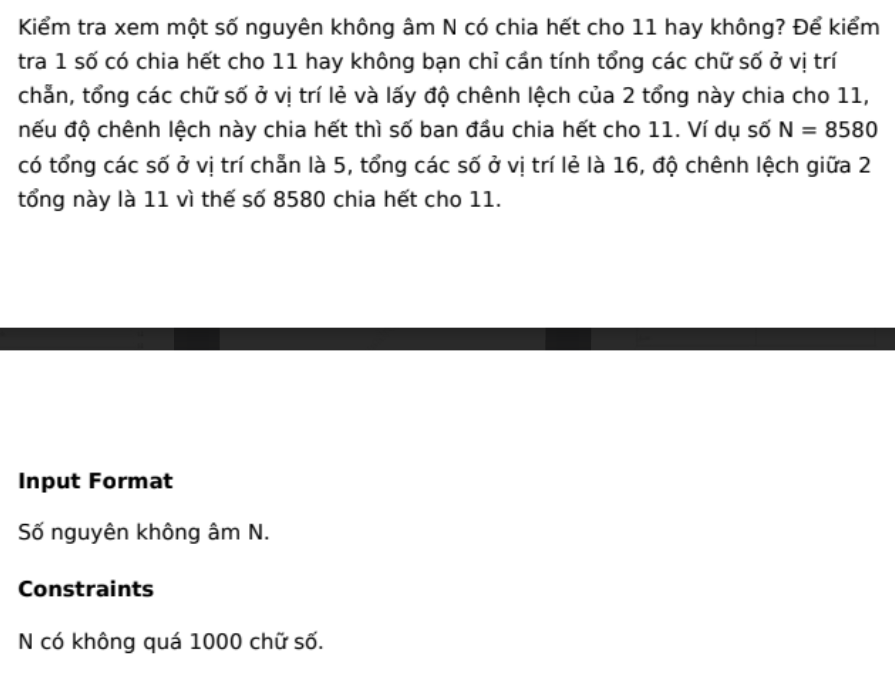 Kiểm tra xem một số nguyên không âm N có chia hết cho 11 hay không? Để kiểm
tra 1 số có chia hết cho 11 hay không bạn chỉ cần tính tổng các chữ số ở vị trí
chẵn, tổng các chữ số ở vị trí lẻ và lấy độ chênh lệch của 2 tổng này chia cho 11,
nếu độ chênh lệch này chia hết thì số ban đầu chia hết cho 11. Ví dụ số N = 8580
có tổng các số ở vị trí chẵn là 5, tổng các số ở vị trí lẻ là 16, độ chênh lệch giữa 2
tổng này là 11 vì thế số 8580 chia hết cho 11.
Input Format
Số nguyên không âm N.
Constraints
N có không quá 1000 chữ số.